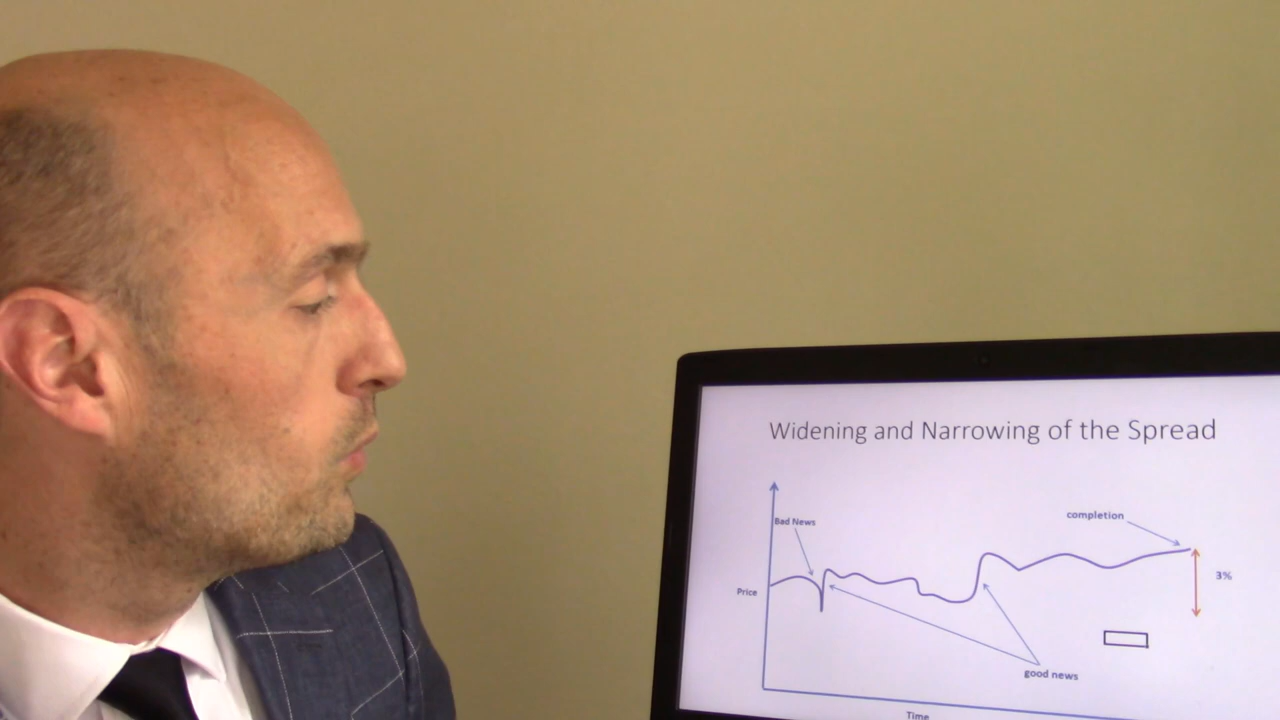 Widening and Narrowing of the Spread
completion
Bad News
3%
Price
good news
Time